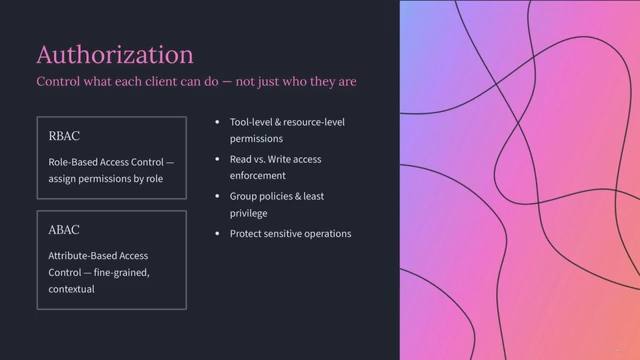 Authorization
Control what each client can do — not just who they are
RBAC
Role-Based Access Control —
assign permissions by role
ABAC
Attribute-Based Access
Control — fine-grained,
contextual
• Tool-level & resource-level
permissions
• Read vs. Write access
enforcement
• Group policies & least
privilege
• Protect sensitive operations